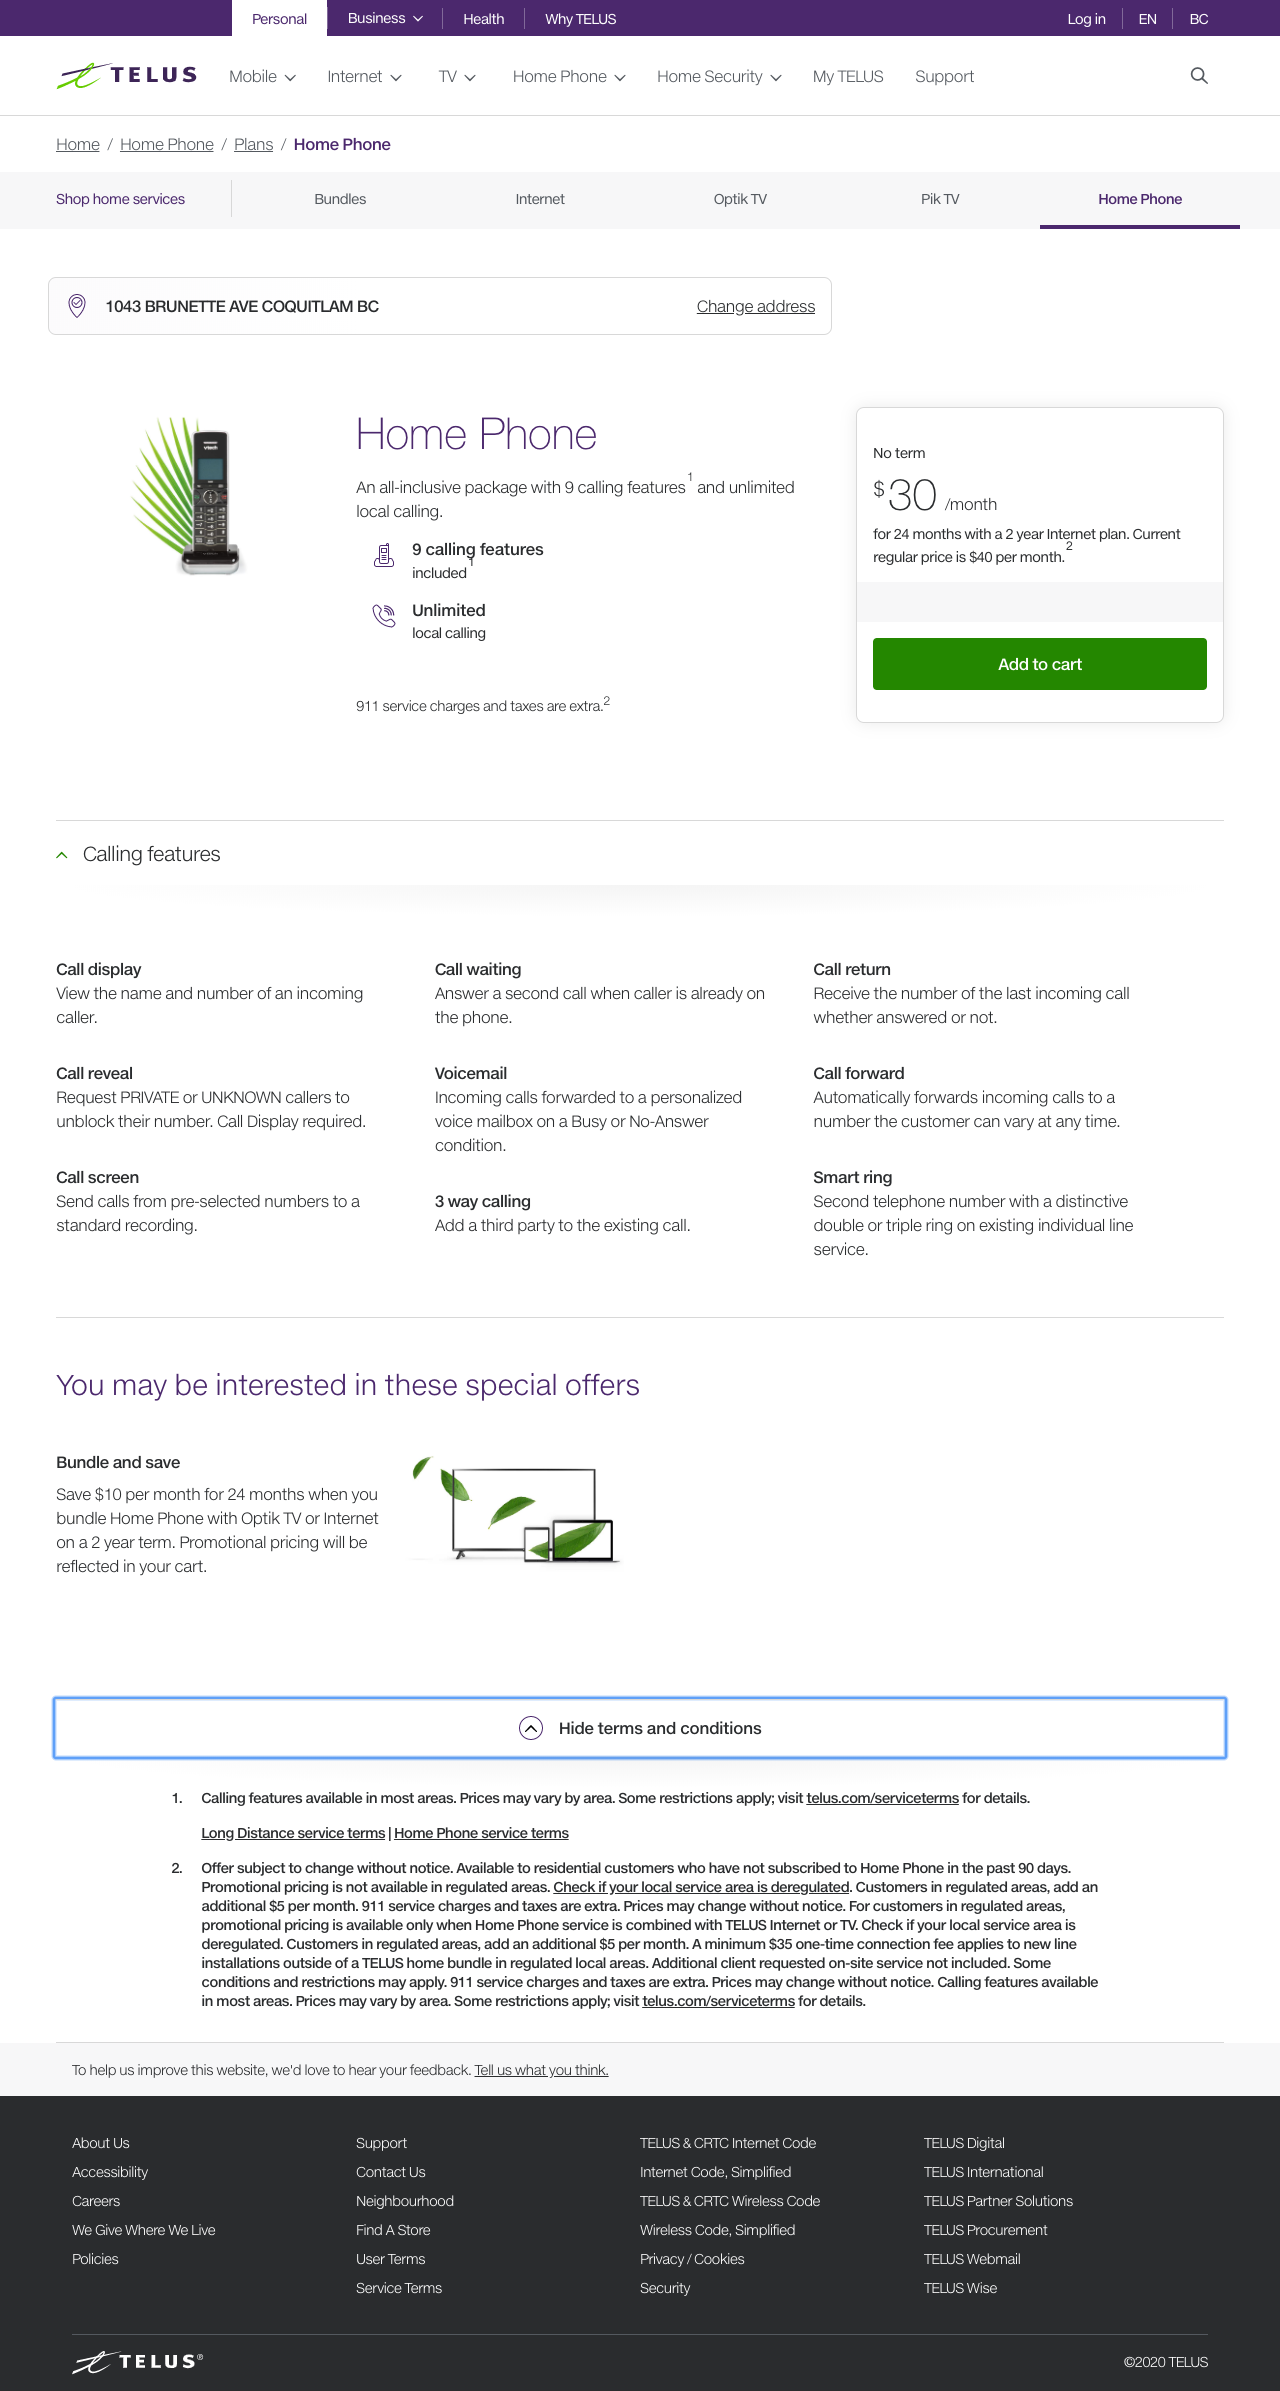 Personal
Business
Health
Why TELUS
Log in
EN
BC
TELUS
Mobile
Internet
TV
Home Phone
Home Security
My TELUS
Support
Home / Home Phone / Plans / Home Phone
Shop home services
Bundles
Internet
Optik TV
Pik TV
Home Phone
1043 BRUNETTE AVE COQUITLAM BC
Change address
vtech
Home Phone
An all-inclusive package with 9 calling features1 and unlimited
local calling.
9 calling features
included1
Unlimited
local calling
911 service charges and taxes are extra.2
No term
$30 /month
for 24 months with a 2 year Internet plan. Current
regular price is $40 per month.2
Add to cart
Calling features
Call display
View the name and number of an incoming
caller.
Call reveal
Request PRIVATE or UNKNOWN callers to
unblock their number. Call Display required.
Call screen
Send calls from pre-selected numbers to a
standard recording.
Call waiting
Answer a second call when caller is already on
the phone.
Voicemail
Incoming calls forwarded to a personalized
voice mailbox on a Busy or No-Answer
condition.
3 way calling
Add a third party to the existing call.
Call return
Receive the number of the last incoming call
whether answered or not.
Call forward
Automatically forwards incoming calls to a
number the customer can vary at any time.
Smart ring
Second telephone number with a distinctive
double or triple ring on existing individual line
service.
You may be interested in these special offers
Bundle and save
Save $10 per month for 24 months when you
bundle Home Phone with Optik TV or Internet
on a 2 year term. Promotional pricing will be
reflected in your cart.
Hide terms and conditions
1. Calling features available in most areas. Prices may vary by area. Some restrictions apply; visit telus.com/serviceterms for details.
Long Distance service terms | Home Phone service terms
2. Offer subject to change without notice. Available to residential customers who have not subscribed to Home Phone in the past 90 days.
Promotional pricing is not available in regulated areas. Check if your local service area is deregulated. Customers in regulated areas, add an
additional $5 per month. 911 service charges and taxes are extra. Prices may change without notice. For customers in regulated areas,
promotional pricing is available only when Home Phone service is combined with TELUS Internet or TV. Check if your local service area is
deregulated. Customers in regulated areas, add an additional $5 per month. A minimum $35 one-time connection fee applies to new line
installations outside of a TELUS home bundle in regulated local areas. Additional client requested on-site service not included. Some
conditions and restrictions may apply. 911 service charges and taxes are extra. Prices may change without notice. Calling features available
in most areas. Prices may vary by area. Some restrictions apply; visit telus.com/serviceterms for details.
To help us improve this website, we'd love to hear your feedback. Tell us what you think.
About Us
Accessibility
Careers
We Give Where We Live
Policies
Support
Contact Us
Neighbourhood
Find A Store
User Terms
Service Terms
TELUS & CRTC Internet Code
Internet Code, Simplified
TELUS & CRTC Wireless Code
Wireless Code, Simplified
Privacy / Cookies
Security
TELUS Digital
TELUS International
TELUS Partner Solutions
TELUS Procurement
TELUS Webmail
TELUS Wise
TELUS®
©2020 TELUS